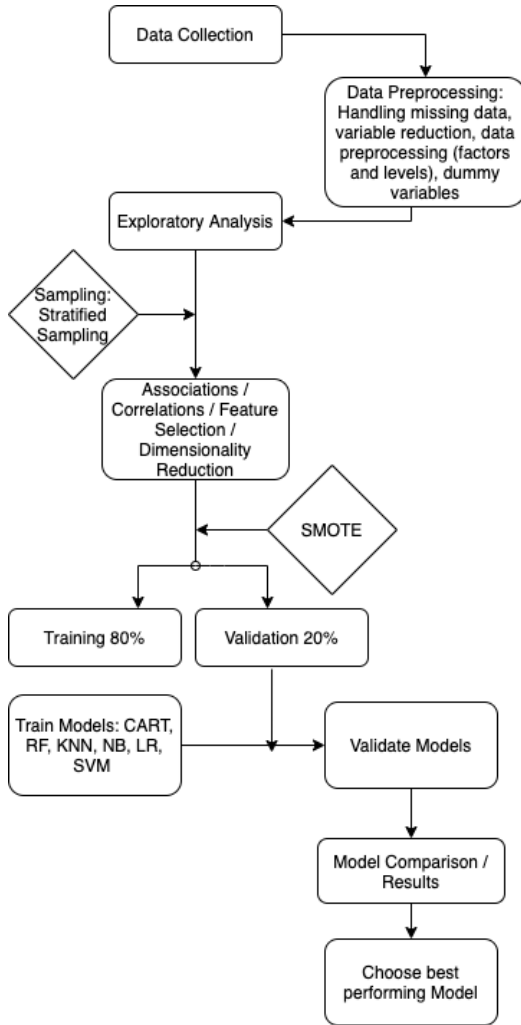 Data Collection
Data Preprocessing:
Handling missing data,
variable reduction, data
preprocessing (factors
and levels), dummy
variables
Exploratory Analysis
Sampling:
Stratified
Sampling
Associations /
Correlations / Feature
Selection /
Dimensionality
Reduction
SMOTE
Training 80%
Validation 20%
Train Models: CART,
RF, KNN, NB, LR,
SVM
Validate Models
Model Comparison /
Results
Choose best
performing Model